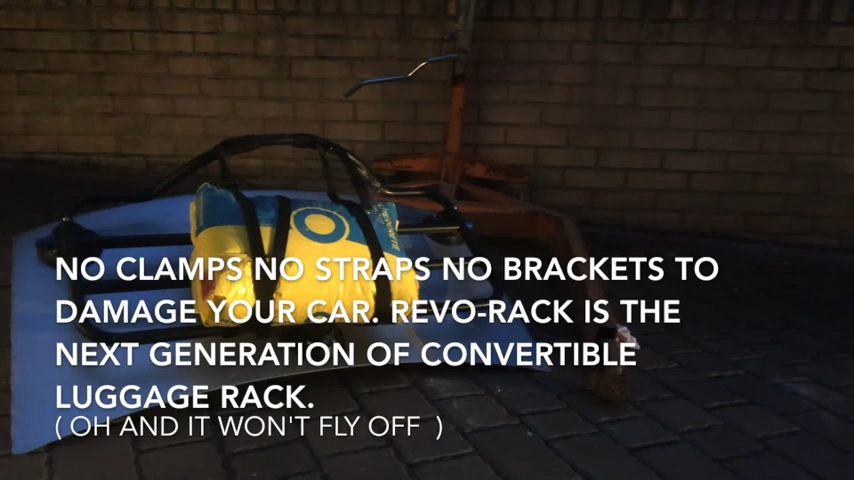 NO CLAMPS NO STRAPS NO BRACKETS TO
DAMAGE YOUR CAR. REVO-RACK IS THE
NEXT GENERATION OF CONVERTIBLE
LUGGAGE RACK.
( OH AND IT WON'T FLY OFF )